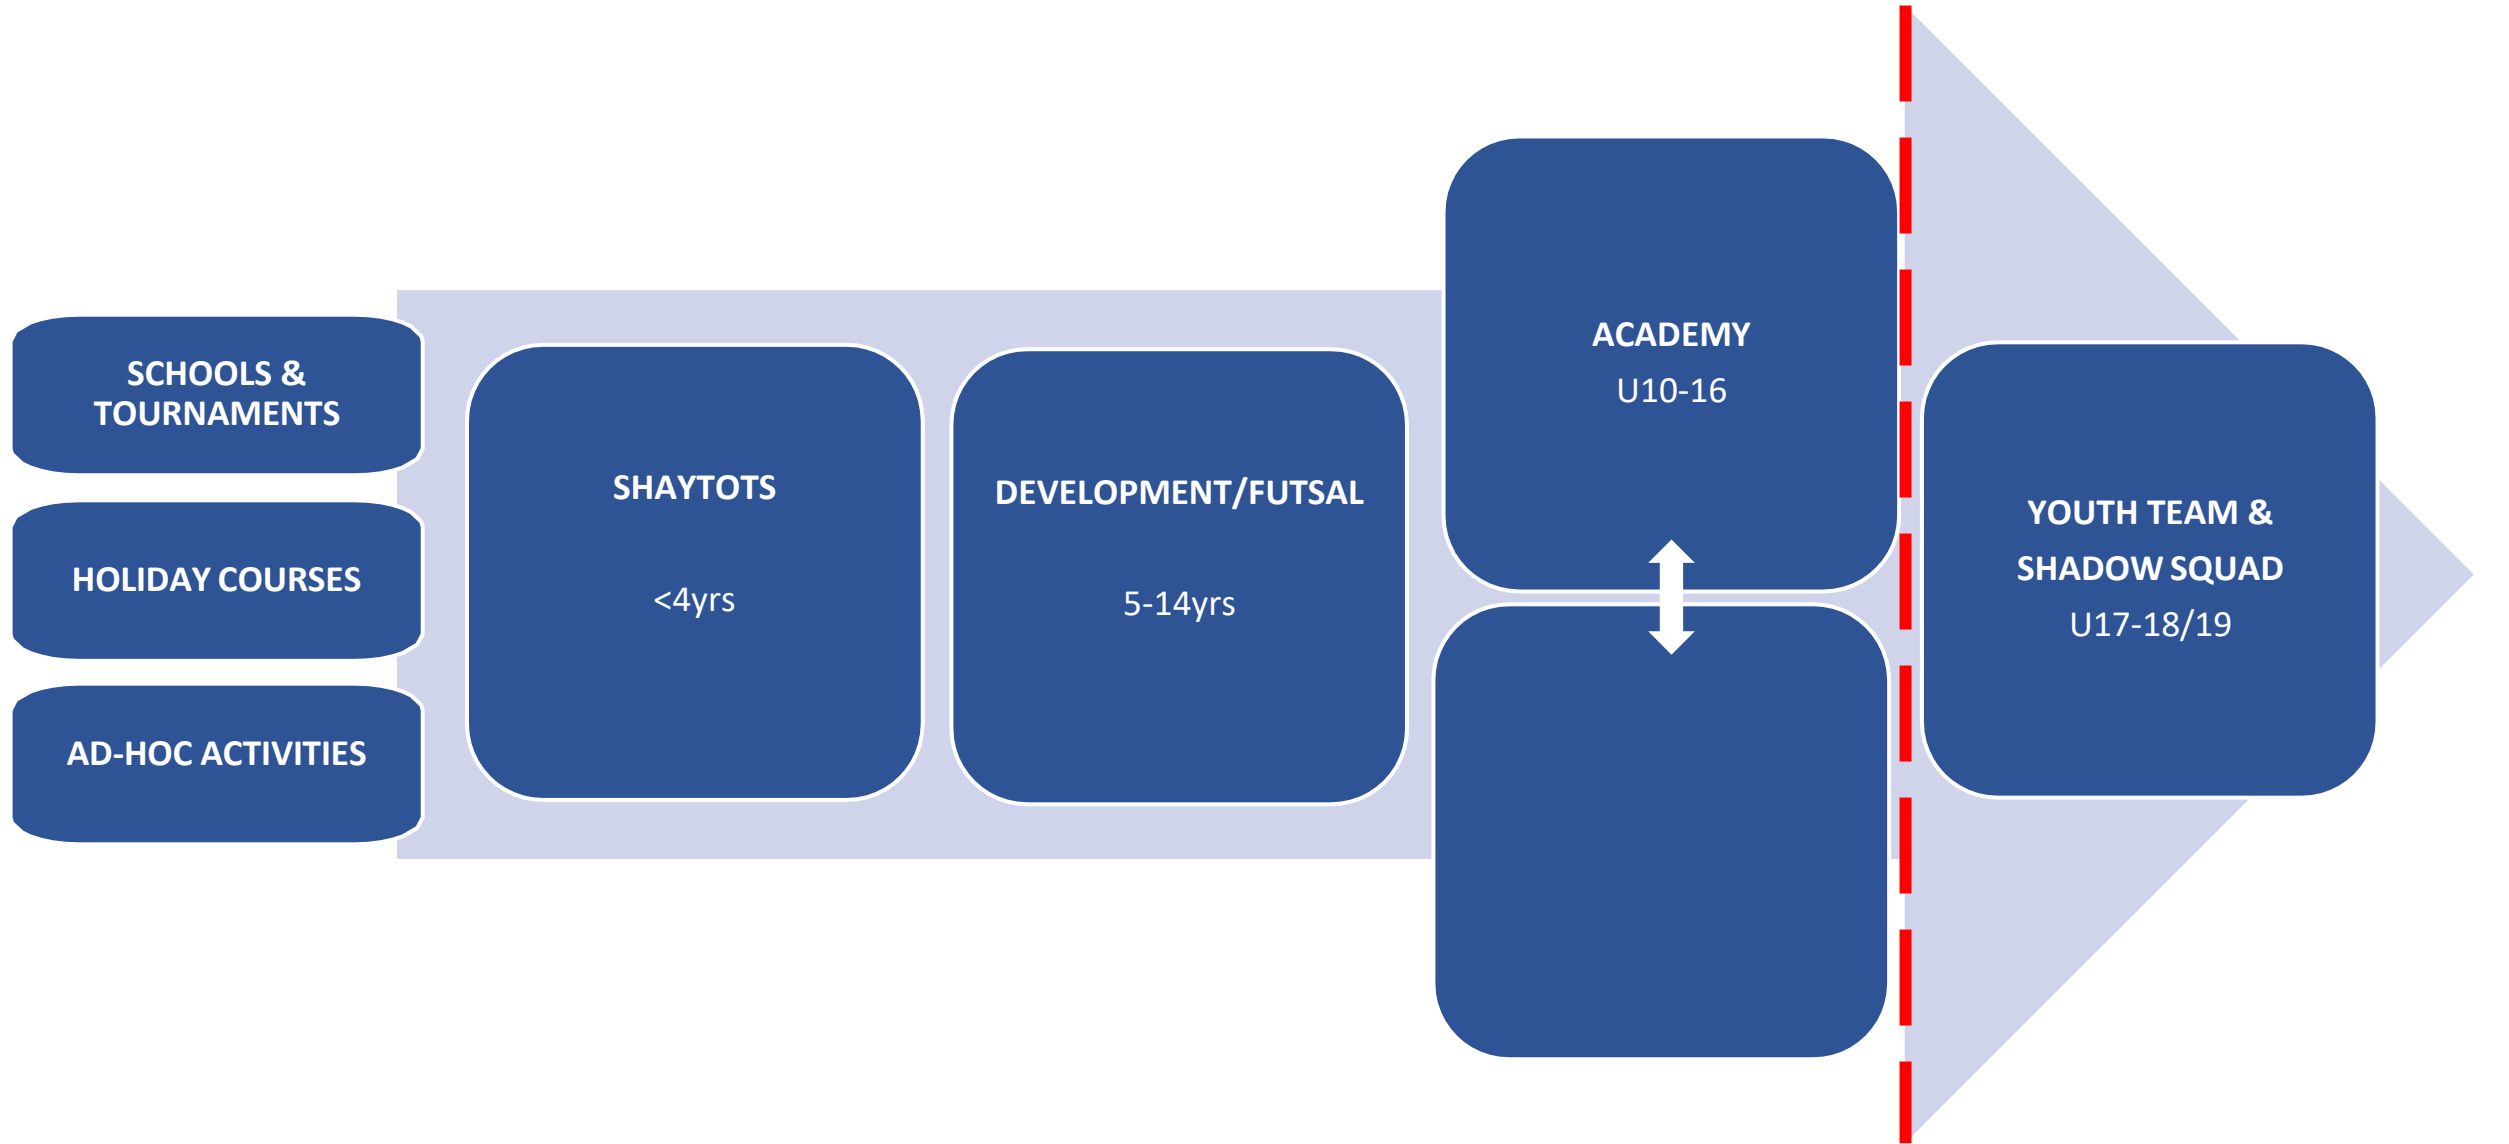 SCHOOLS &
TOURNAMENTS
HOLIDAY COURSES
AD-HOC ACTIVITIES
SHAYTOTS
<4yrs
DEVELOPMENT/FUTSAL
5-14yrs
ACADEMY
U10-16
YOUTH TEAM &
SHADOW SQUAD
U17-18/19